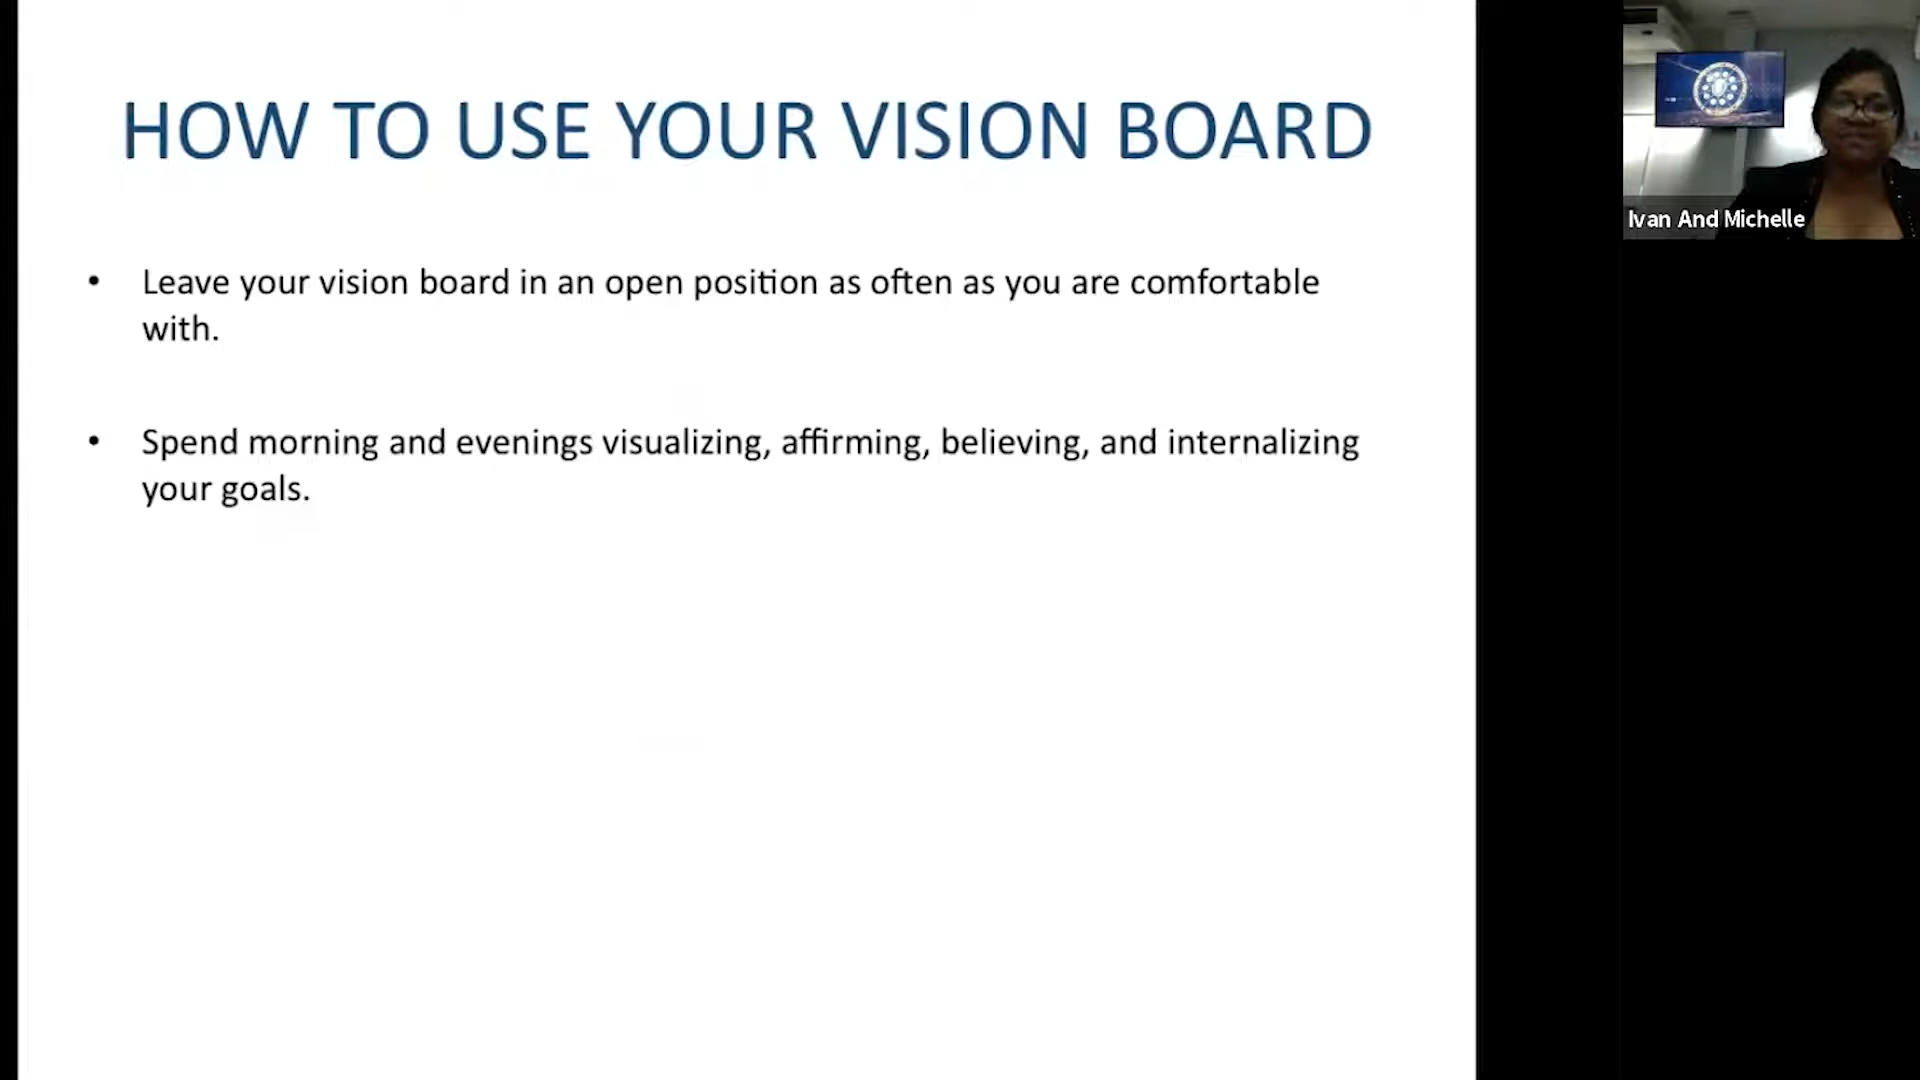 HOW TO USE YOUR VISION BOARD
• Leave your vision board in an open position as often as you are comfortable
with.
• Spend morning and evenings visualizing, affirming, believing, and internalizing
your goals.
Ivan And Michelle